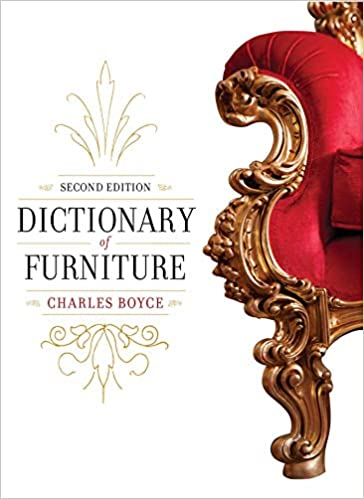 SECOND EDITION
DICTIONARY
of
FURNITURE
CHARLES BOYCE